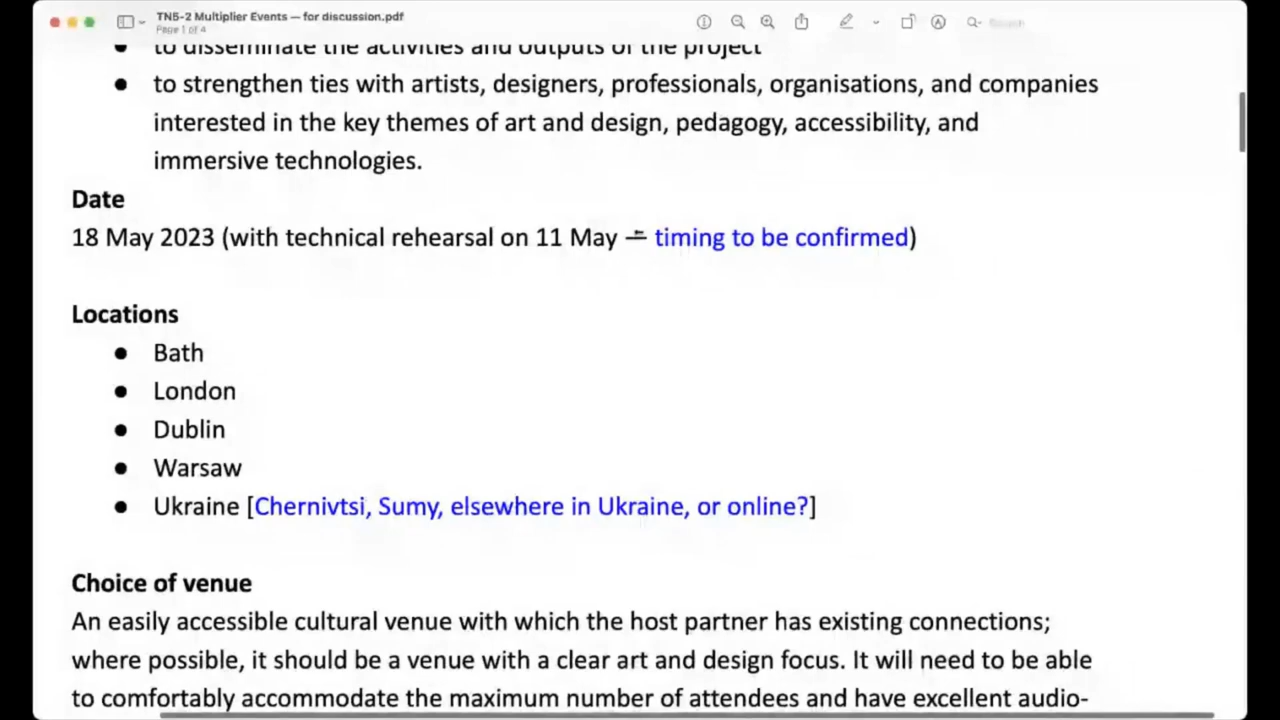 TN5-2 Multiplier Events — for discussion.pdf
Page 1 of 4
Search
to disseminate the activities and outputs of the project
to strengthen ties with artists, designers, professionals, organisations, and companies
interested in the key themes of art and design, pedagogy, accessibility, and
immersive technologies.
Date
18 May 2023 (with technical rehearsal on 11 May – timing to be confirmed)
Locations
Bath
London
Dublin
Warsaw
Ukraine [Chernivtsi, Sumy, elsewhere in Ukraine, or online?]
Choice of venue
An easily accessible cultural venue with which the host partner has existing connections;
where possible, it should be a venue with a clear art and design focus. It will need to be able
to comfortably accommodate the maximum number of attendees and have excellent audio-